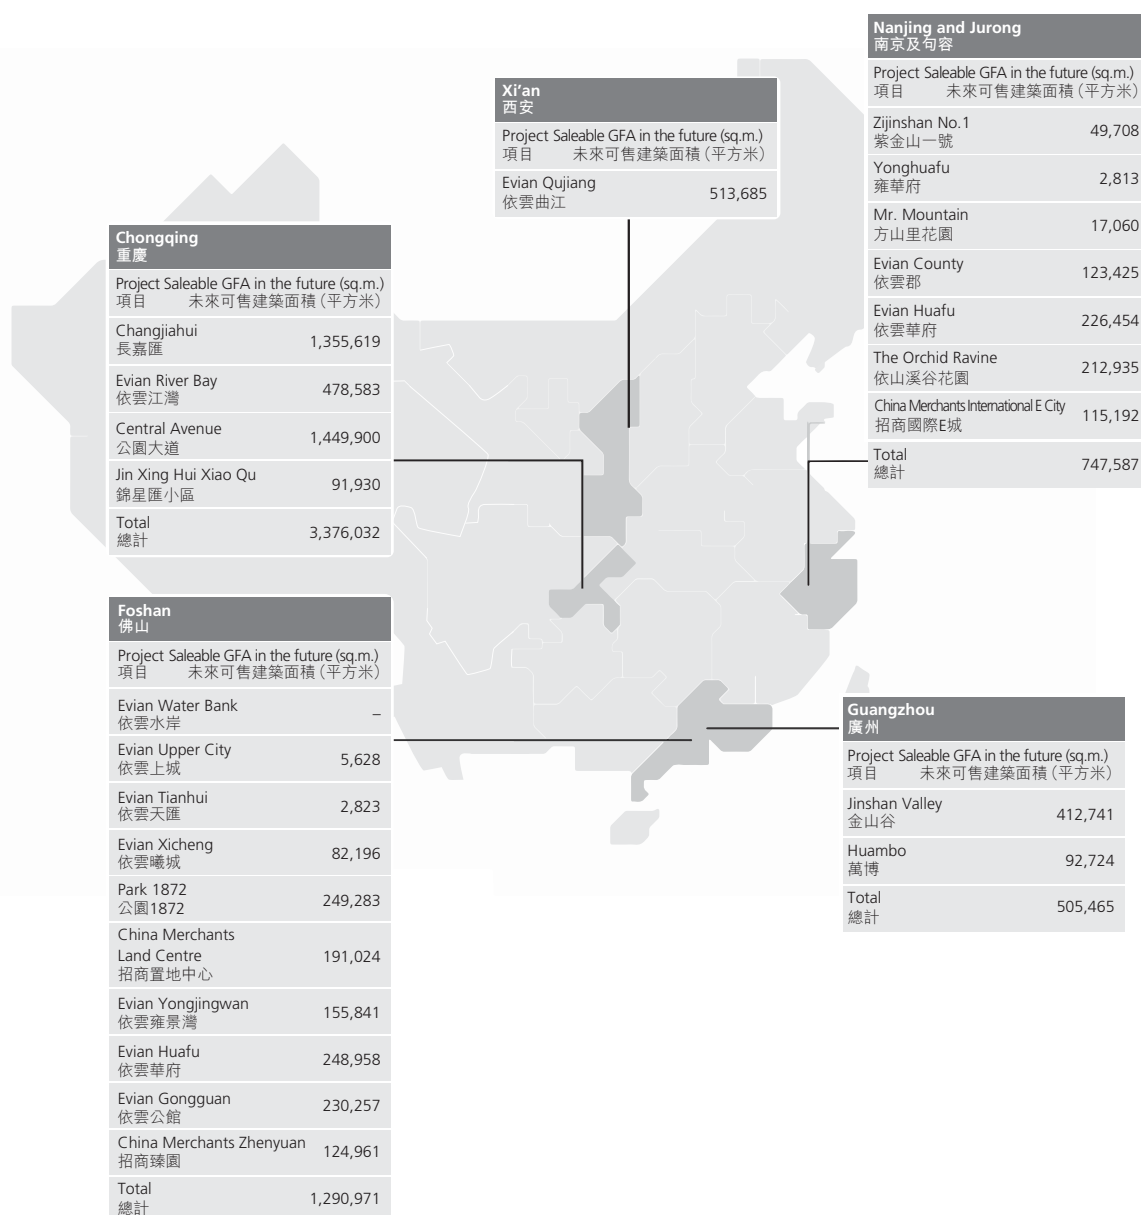 Nanjing and Jurong
南京及句容
Project Saleable GFA in the future (sq.m.)
項目 未來可售建築面積（平方米）
Zijinshan No.1
紫金山一號
49,708
Yonghuafu
雍華府
2,813
Mr. Mountain
方山里花園
17,060
Evian County
依雲郡
123,425
Evian Huafu
依雲華府
226,454
The Orchid Ravine
依山溪谷花園
212,935
China Merchants International E City
招商國際E城
115,192
Total
總計
747,587
Xi’an
西安
Project Saleable GFA in the future (sq.m.)
項目 未來可售建築面積（平方米）
Evian Qujiang
依雲曲江
513,685
Chongqing
重慶
Project Saleable GFA in the future (sq.m.)
項目 未來可售建築面積（平方米）
Changjiahui
長嘉匯
1,355,619
Evian River Bay
依雲江灣
478,583
Central Avenue
公園大道
1,449,900
Jin Xing Hui Xiao Qu
錦星匯小區
91,930
Total
總計
3,376,032
Foshan
佛山
Project Saleable GFA in the future (sq.m.)
項目 未來可售建築面積（平方米）
Evian Water Bank
依雲水岸
–
Evian Upper City
依雲上城
5,628
Evian Tianhui
依雲天匯
2,823
Evian Xicheng
依雲曦城
82,196
Park 1872
公園1872
249,283
China Merchants
Land Centre
招商置地中心
191,024
Evian Yongjingwan
依雲雍景灣
155,841
Evian Huafu
依雲華府
248,958
Evian Gongguan
依雲公館
230,257
China Merchants Zhenyuan
招商臻園
124,961
Total
總計
1,290,971
Guangzhou
廣州
Project Saleable GFA in the future (sq.m.)
項目 未來可售建築面積（平方米）
Jinshan Valley
金山谷
412,741
Huambo
萬博
92,724
Total
總計
505,465